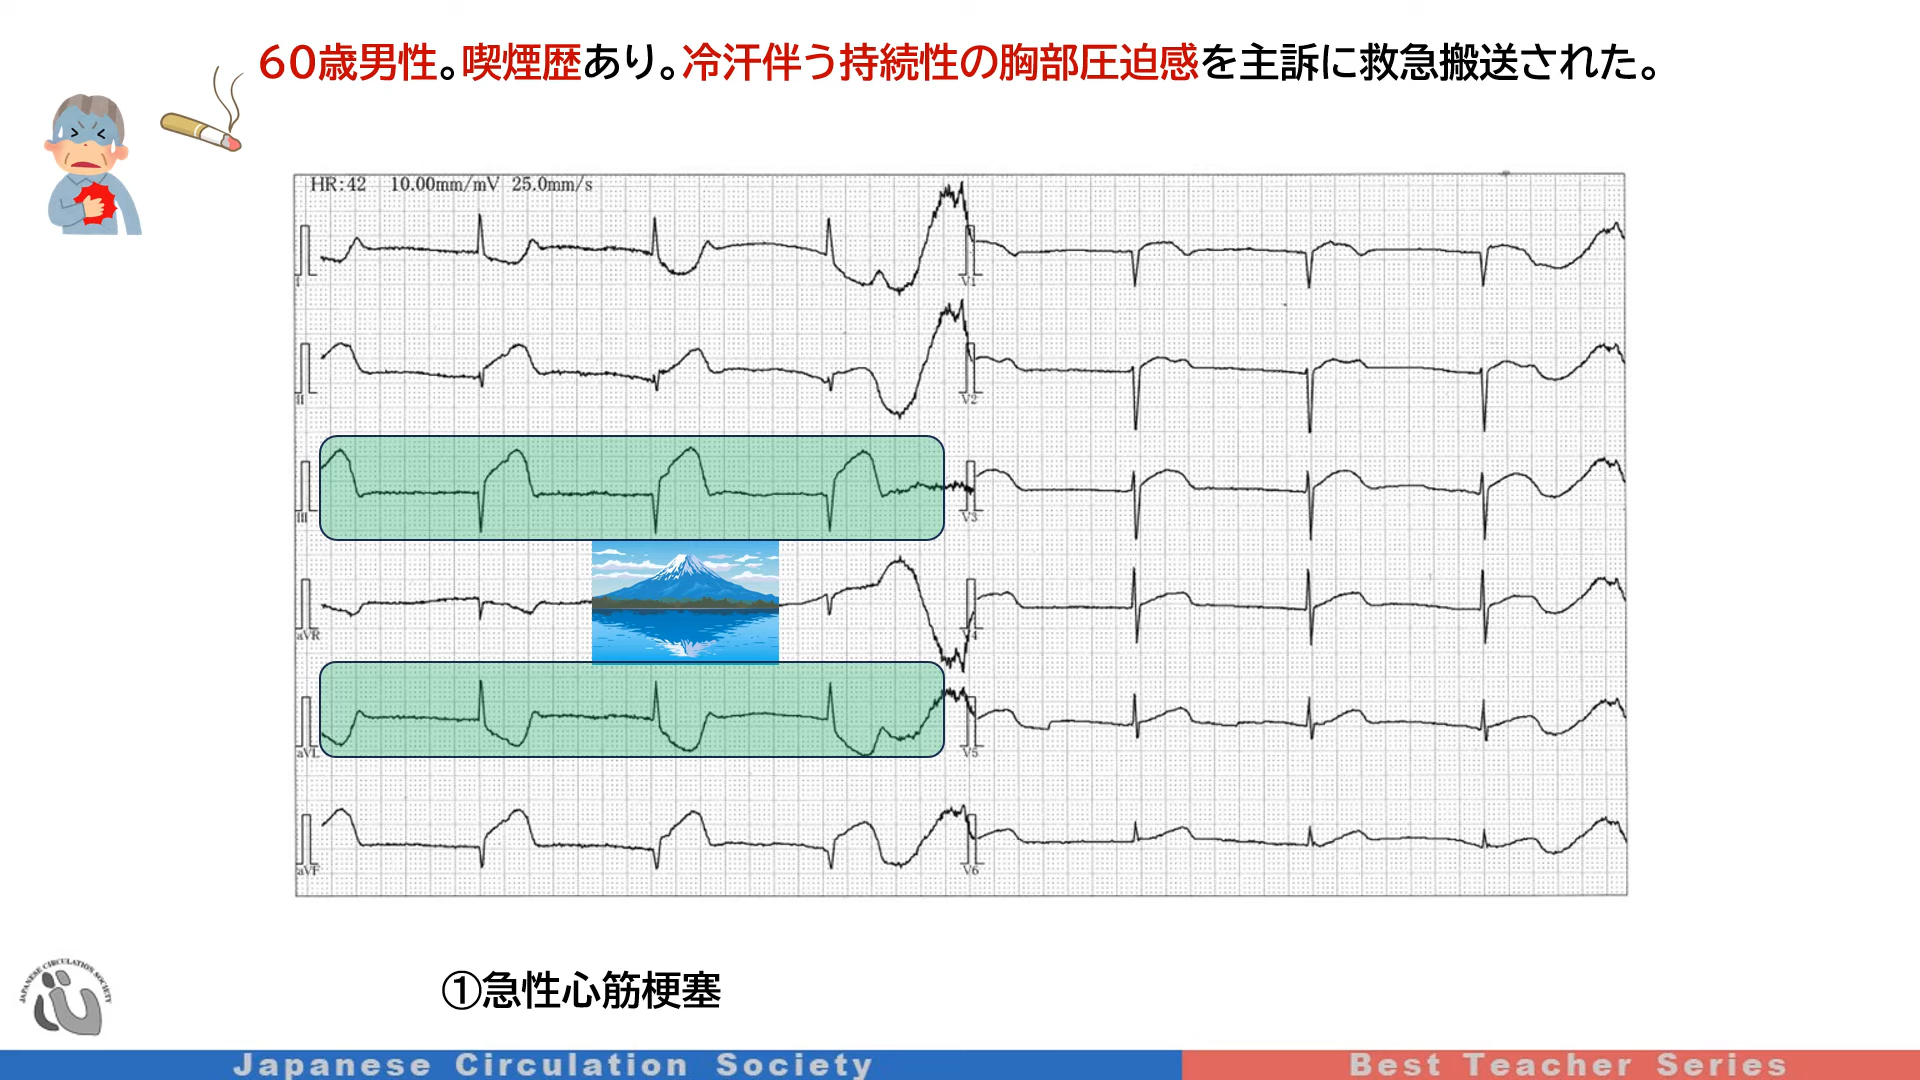 60歳男性。喫煙歴あり。冷汗伴う持続性の胸部圧迫感を主訴に救急搬送された。
HR:42 10.00mm/mV 25.0mm/s
I
V1
II
V2
III
V3
aVR
V4
aVL
V5
aVF
V6
①急性心筋梗塞
JAPANESE CIRCULATION SOCIETY
Japanese Circulation Society
Best Teacher Series